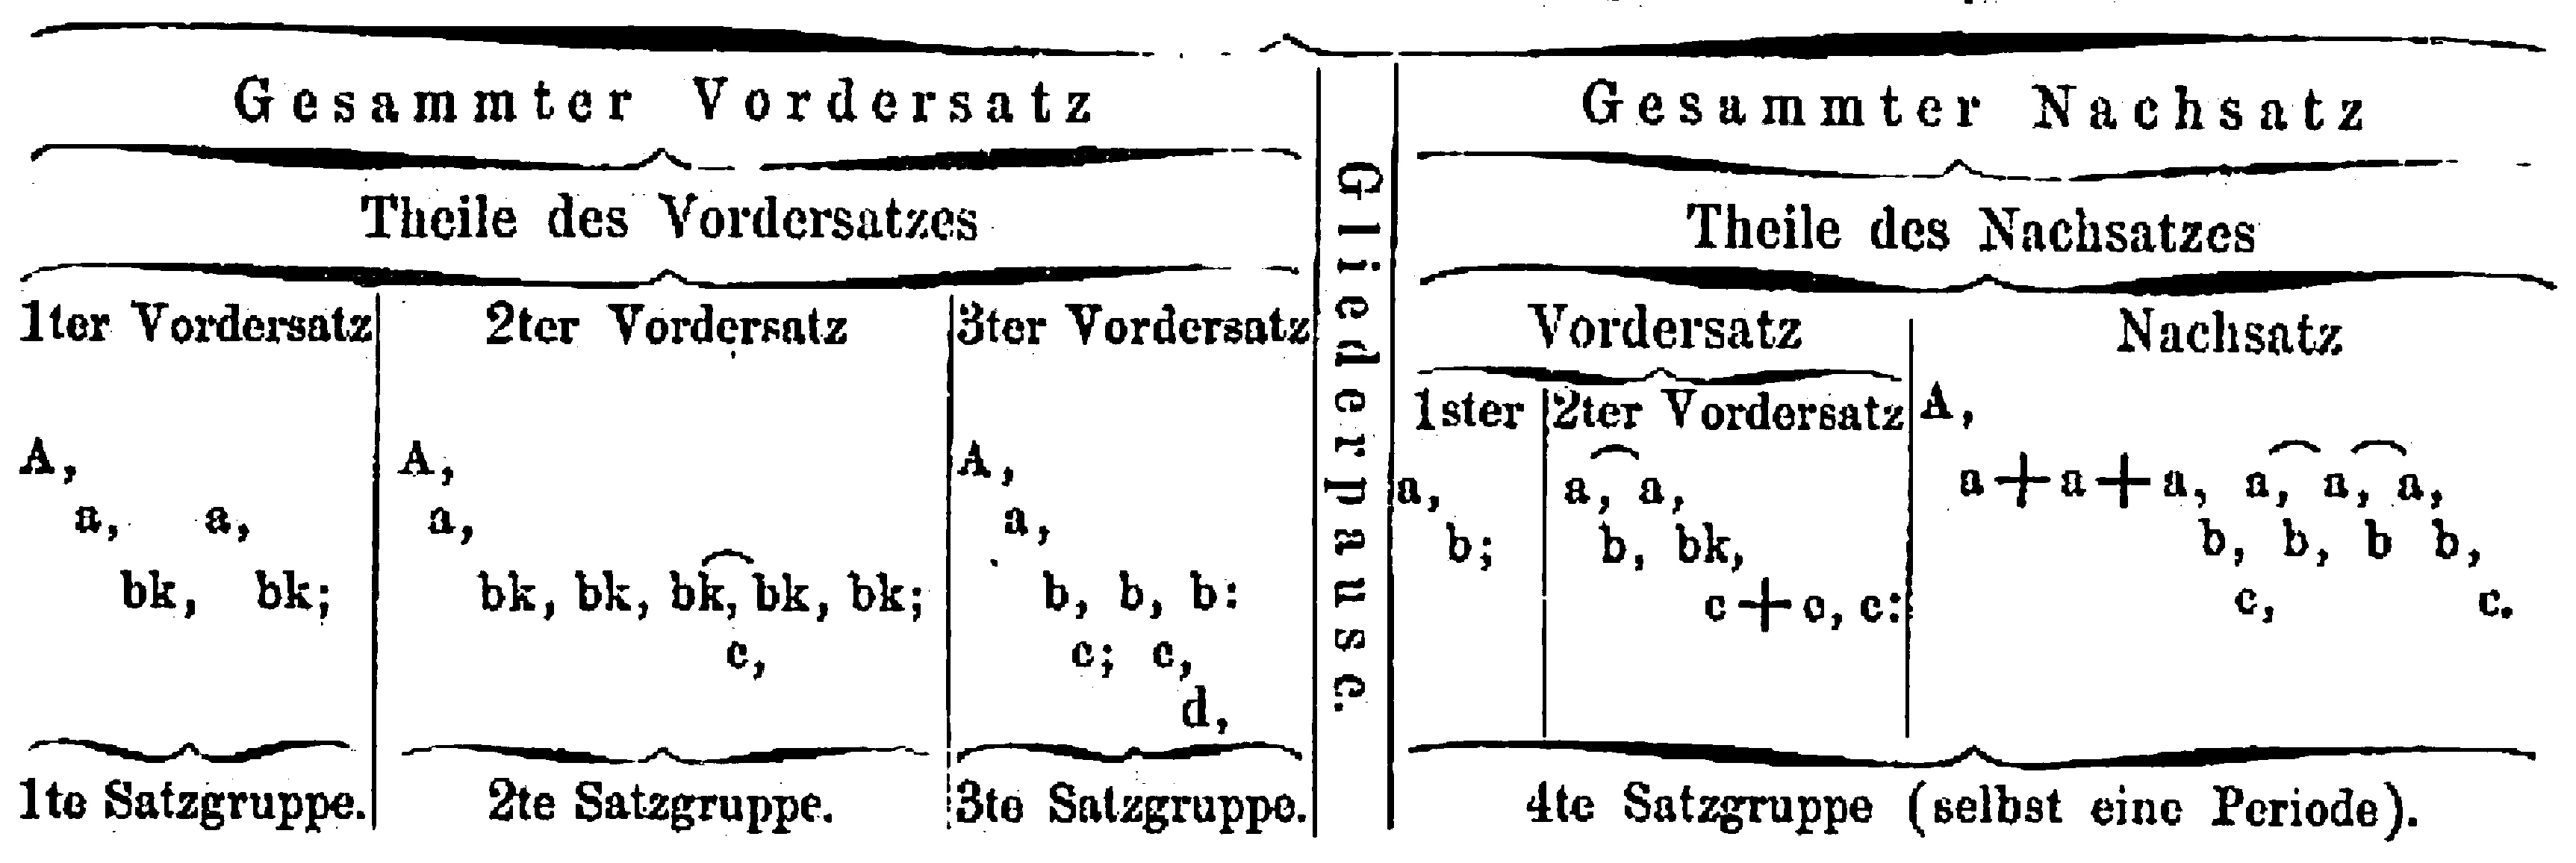 Gesammter Vordersatz
Gesammter Nachsatz
Theile des Vordersatzes
Gliederpause.
Theile des Nachsatzes
1ter Vordersatz
2ter Vordersatz
3ter Vordersatz
Vordersatz
Nachsatz
1ster
2ter Vordersatz
A,
a, a,
bk, bk;
A,
a,
bk, bk, bk, bk, bk;
c,
A,
a,
b, b, b:
c; c,
d,
a,
b;
a, a,
b, bk,
c+c, c:
A,
a+a+a, a, a, a,
b, b, b b,
c, c.
1te Satzgruppe.
2te Satzgruppe.
3te Satzgruppe.
4te Satzgruppe (selbst eine Periode).